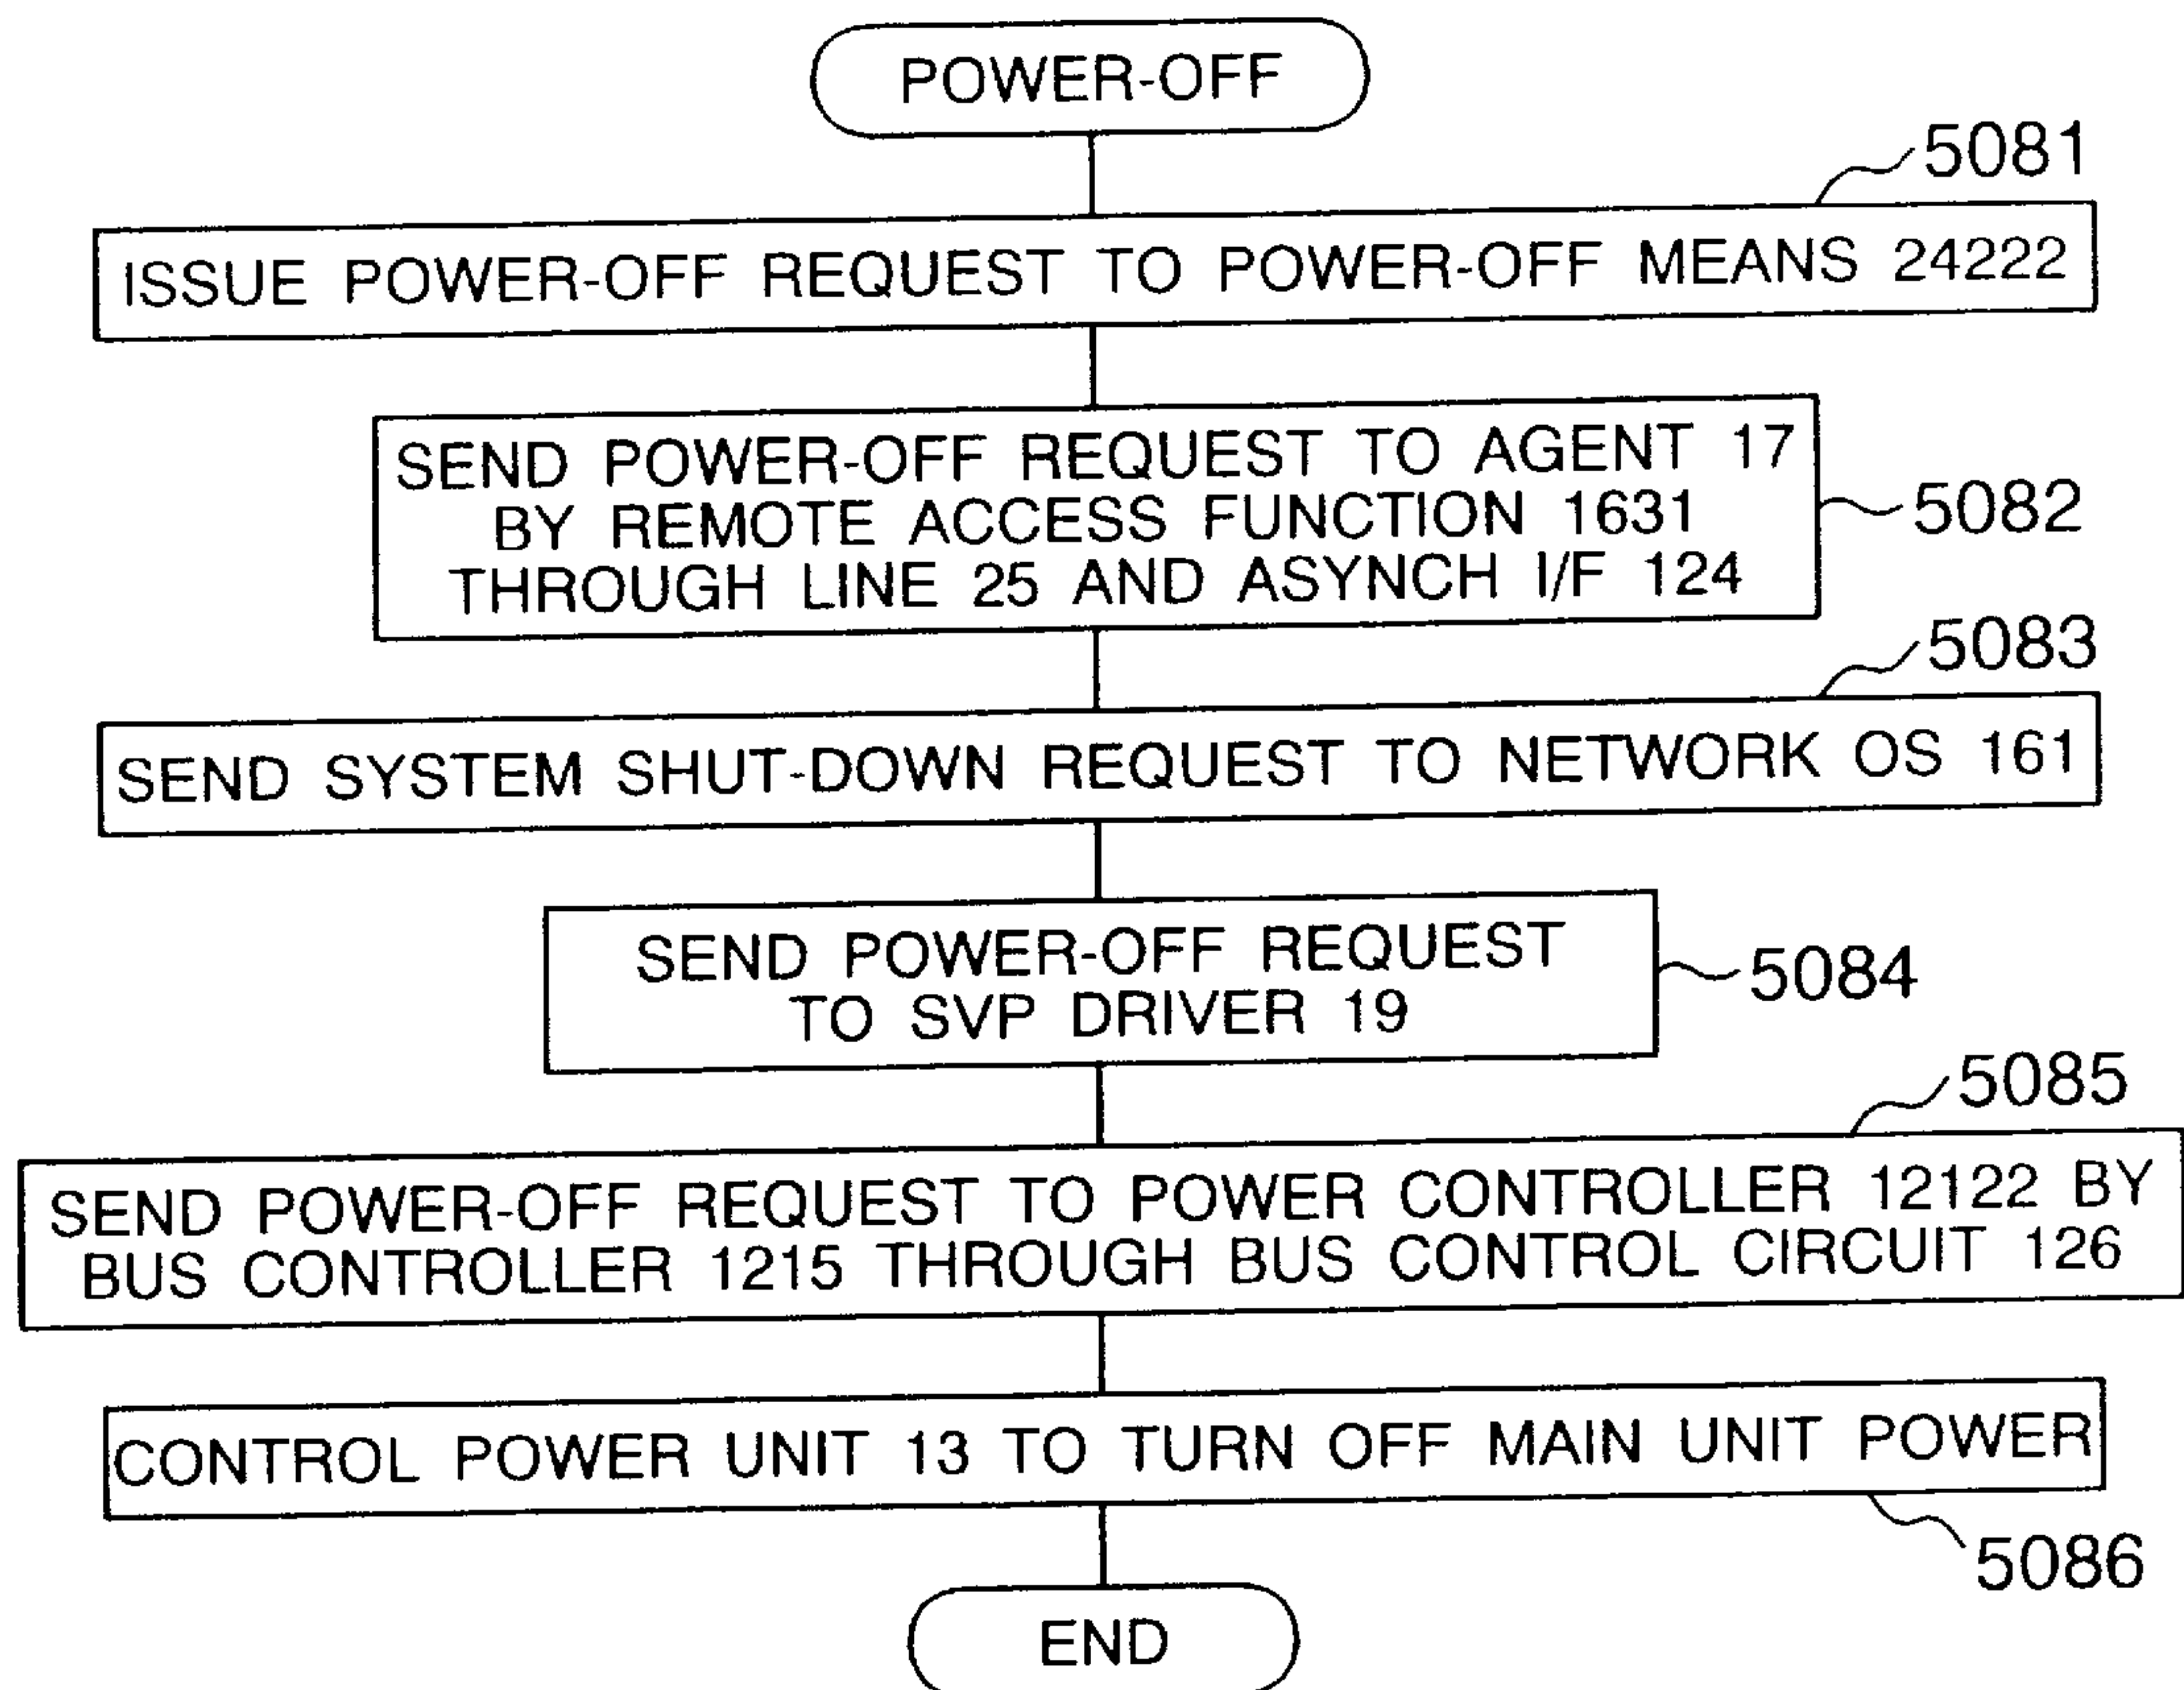 POWER-OFF
5081
ISSUE POWER-OFF REQUEST TO POWER-OFF MEANS 24222
SEND POWER-OFF REQUEST TO AGENT 17
BY REMOTE ACCESS FUNCTION 1631
THROUGH LINE 25 AND ASYNCH I/F 124
5082
5083
SEND SYSTEM SHUT-DOWN REQUEST TO NETWORK OS 161
SEND POWER-OFF REQUEST
TO SVP DRIVER 19
5084
5085
SEND POWER-OFF REQUEST TO POWER CONTROLLER 12122 BY
BUS CONTROLLER 1215 THROUGH BUS CONTROL CIRCUIT 126
CONTROL POWER UNIT 13 TO TURN OFF MAIN UNIT POWER
5086
END